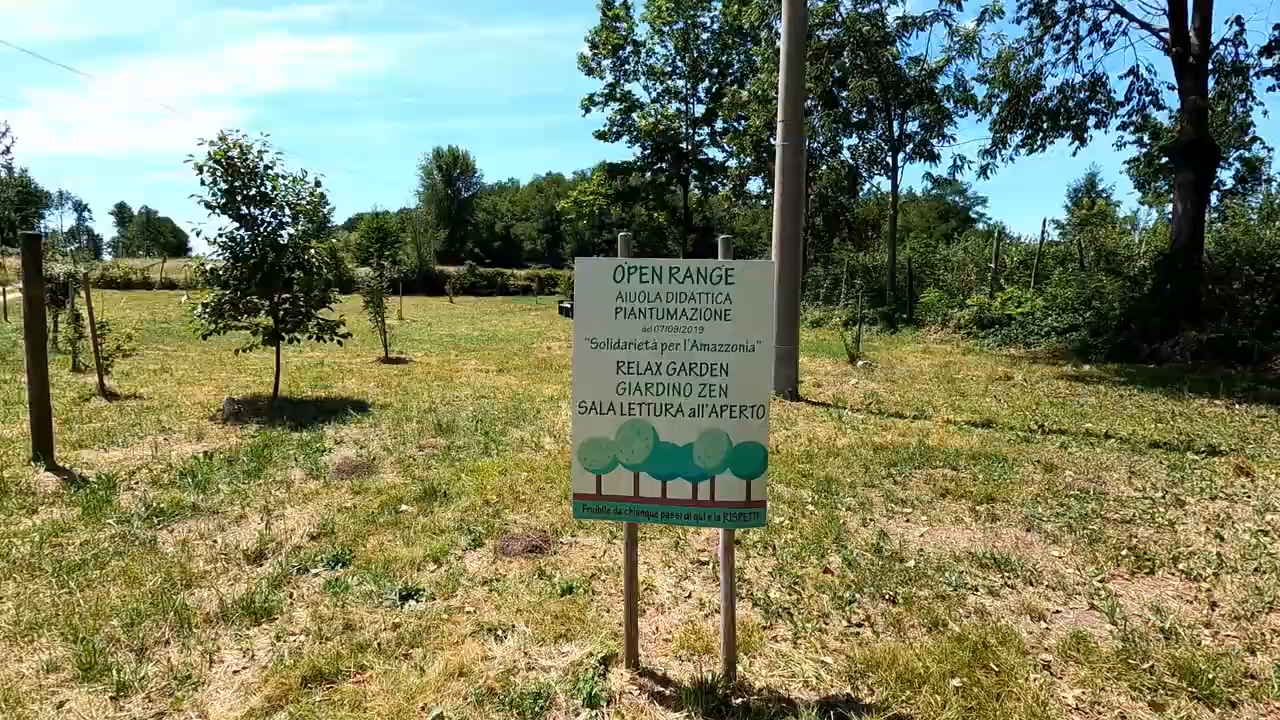 OPEN RANGE
AIUOLA DIDATTICA
PIANTUMAZIONE
del 07/09/2019
"Solidarietà per l'Amazzonia"
RELAX GARDEN
GIARDINO ZEN
SALA LETTURA all'APERTO
Fruibile da chiunque passi di qui e la RISPETTI